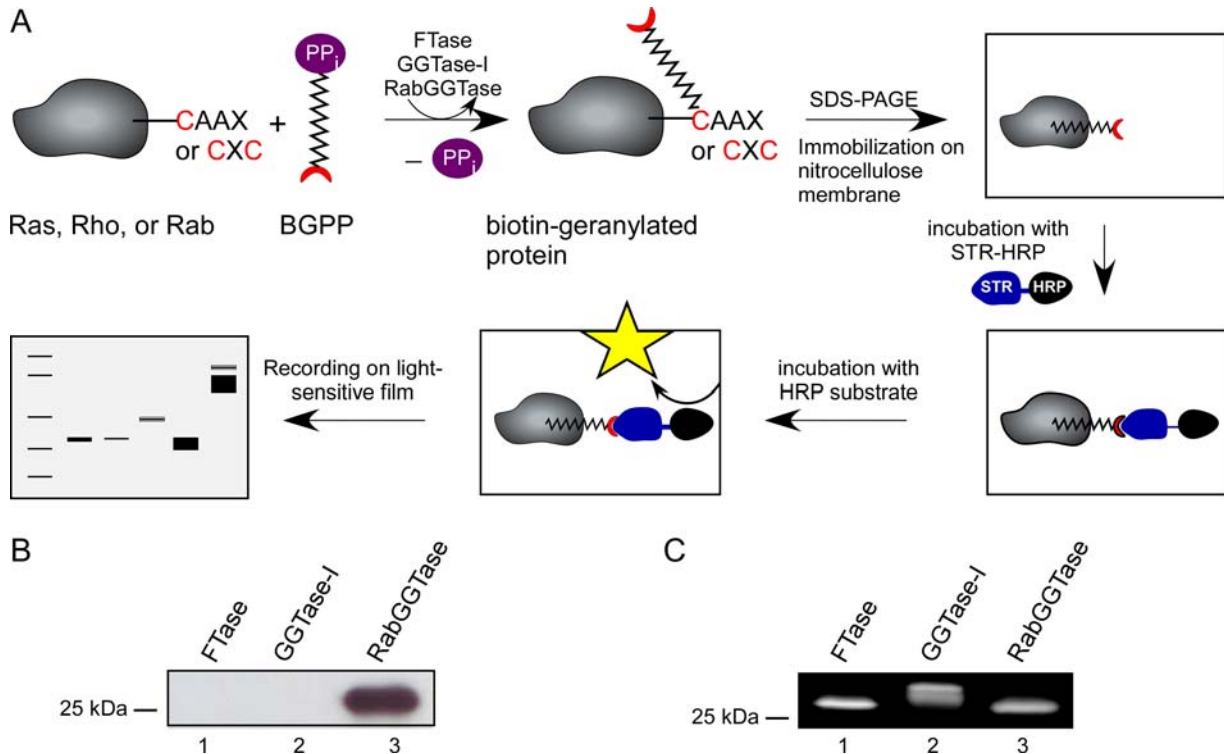 A
PPi
FTase
GGTase-I
RabGGTase
CAAX
or CXC
+
– PPi
CAAX
or CXC
SDS-PAGE
Immobilization on
nitrocellulose
membrane
Ras, Rho, or Rab
BGPP
biotin-geranylated
protein
incubation with
STR-HRP
STR
HRP
Recording on light-
sensitive film
incubation with
HRP substrate
B
FTase
GGTase-I
RabGGTase
25 kDa
1 2 3
C
FTase
GGTase-I
RabGGTase
25 kDa
1 2 3